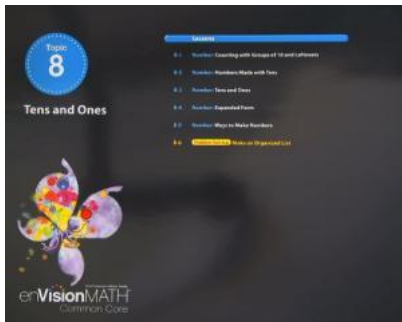 Topic
8
Tens and Ones
Lessons
8-1 Number: Counting with Groups of 10 and Leftovers
8-2 Number: Numbers Made with Tens
8-3 Number: Tens and Ones
8-4 Number: Expanded Form
8-5 Number: Ways to Make Numbers
8-6 Problem Solving: Make an Organized List
enVisionMATH
Common Core